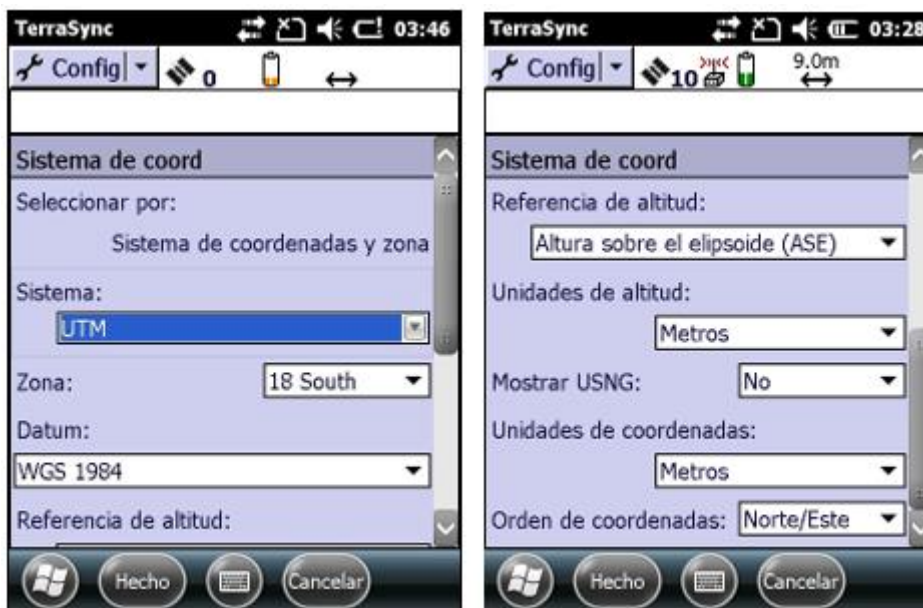 TerraSync 03:46
Config 0
Sistema de coord
Seleccionar por:
Sistema de coordenadas y zona
Sistema:
UTM
Zona: 18 South
Datum:
WGS 1984
Referencia de altitud:
Hecho Cancelar
TerraSync 03:28
Config 10 9.0m
Sistema de coord
Referencia de altitud:
Altura sobre el elipsoide (ASE)
Unidades de altitud:
Metros
Mostrar USNG: No
Unidades de coordenadas:
Metros
Orden de coordenadas: Norte/Este
Hecho Cancelar